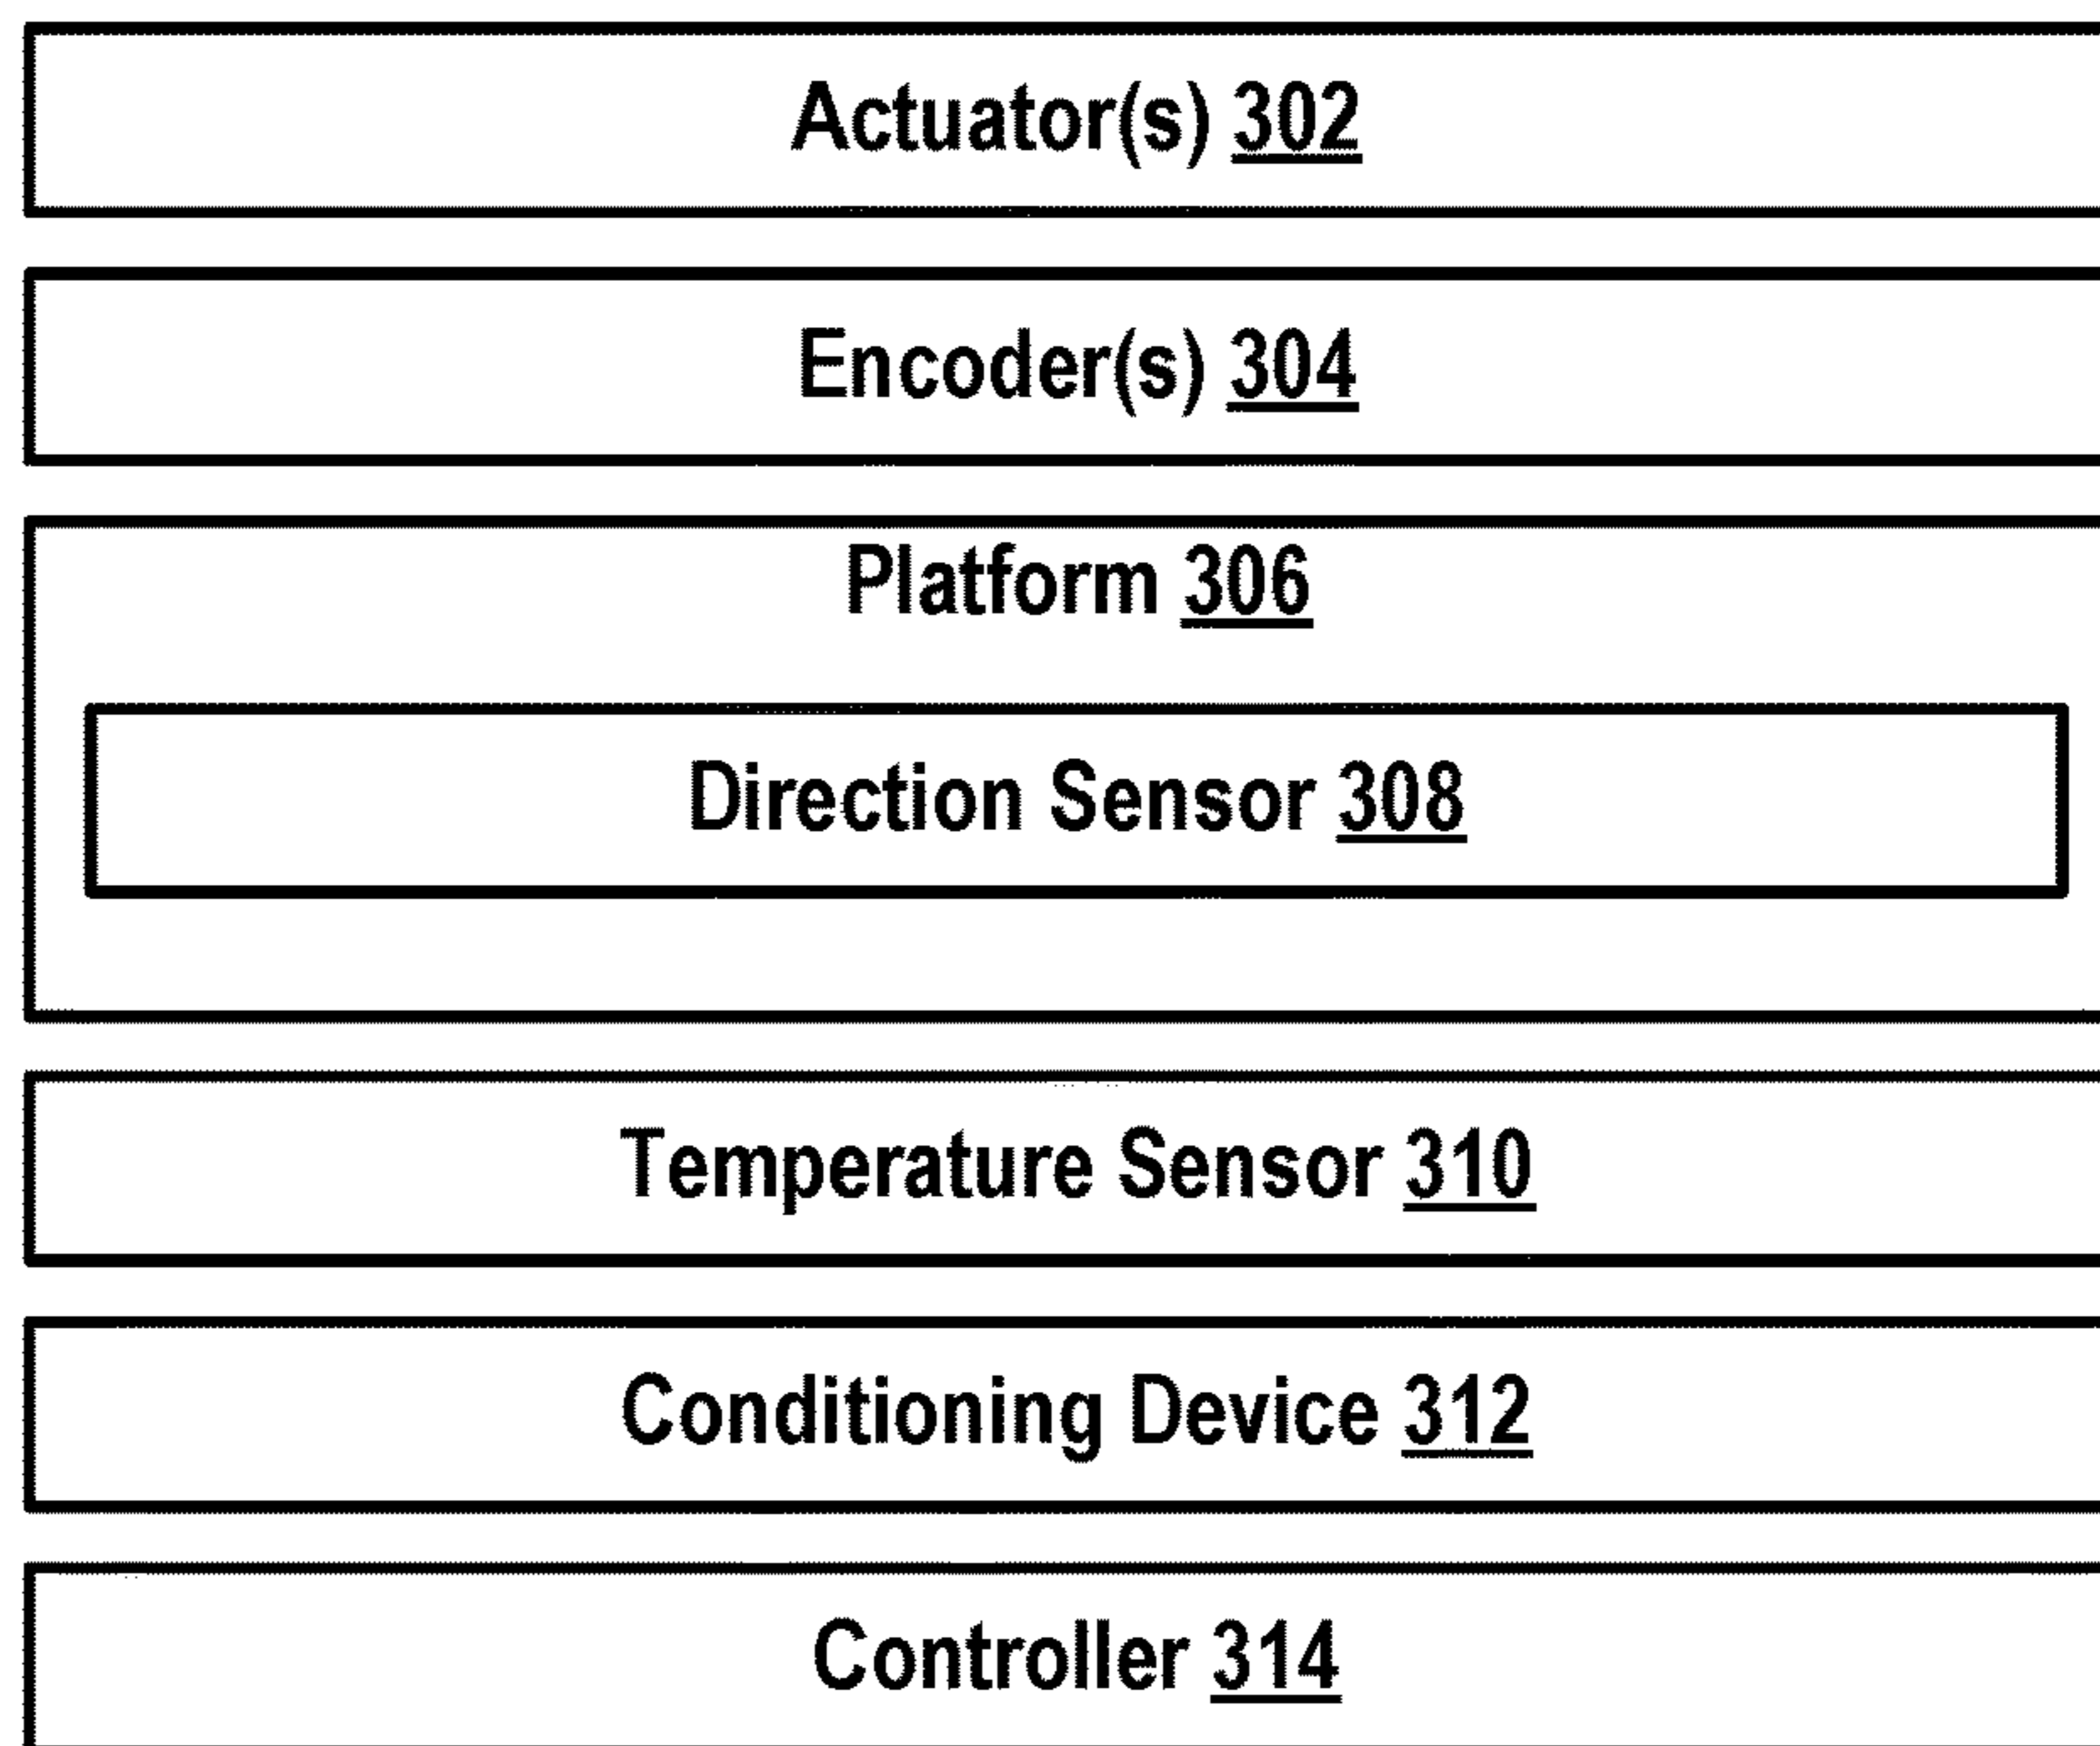 Actuator(s) 302
Encoder(s) 304
Platform 306
Direction Sensor 308
Temperature Sensor 310
Conditioning Device 312
Controller 314